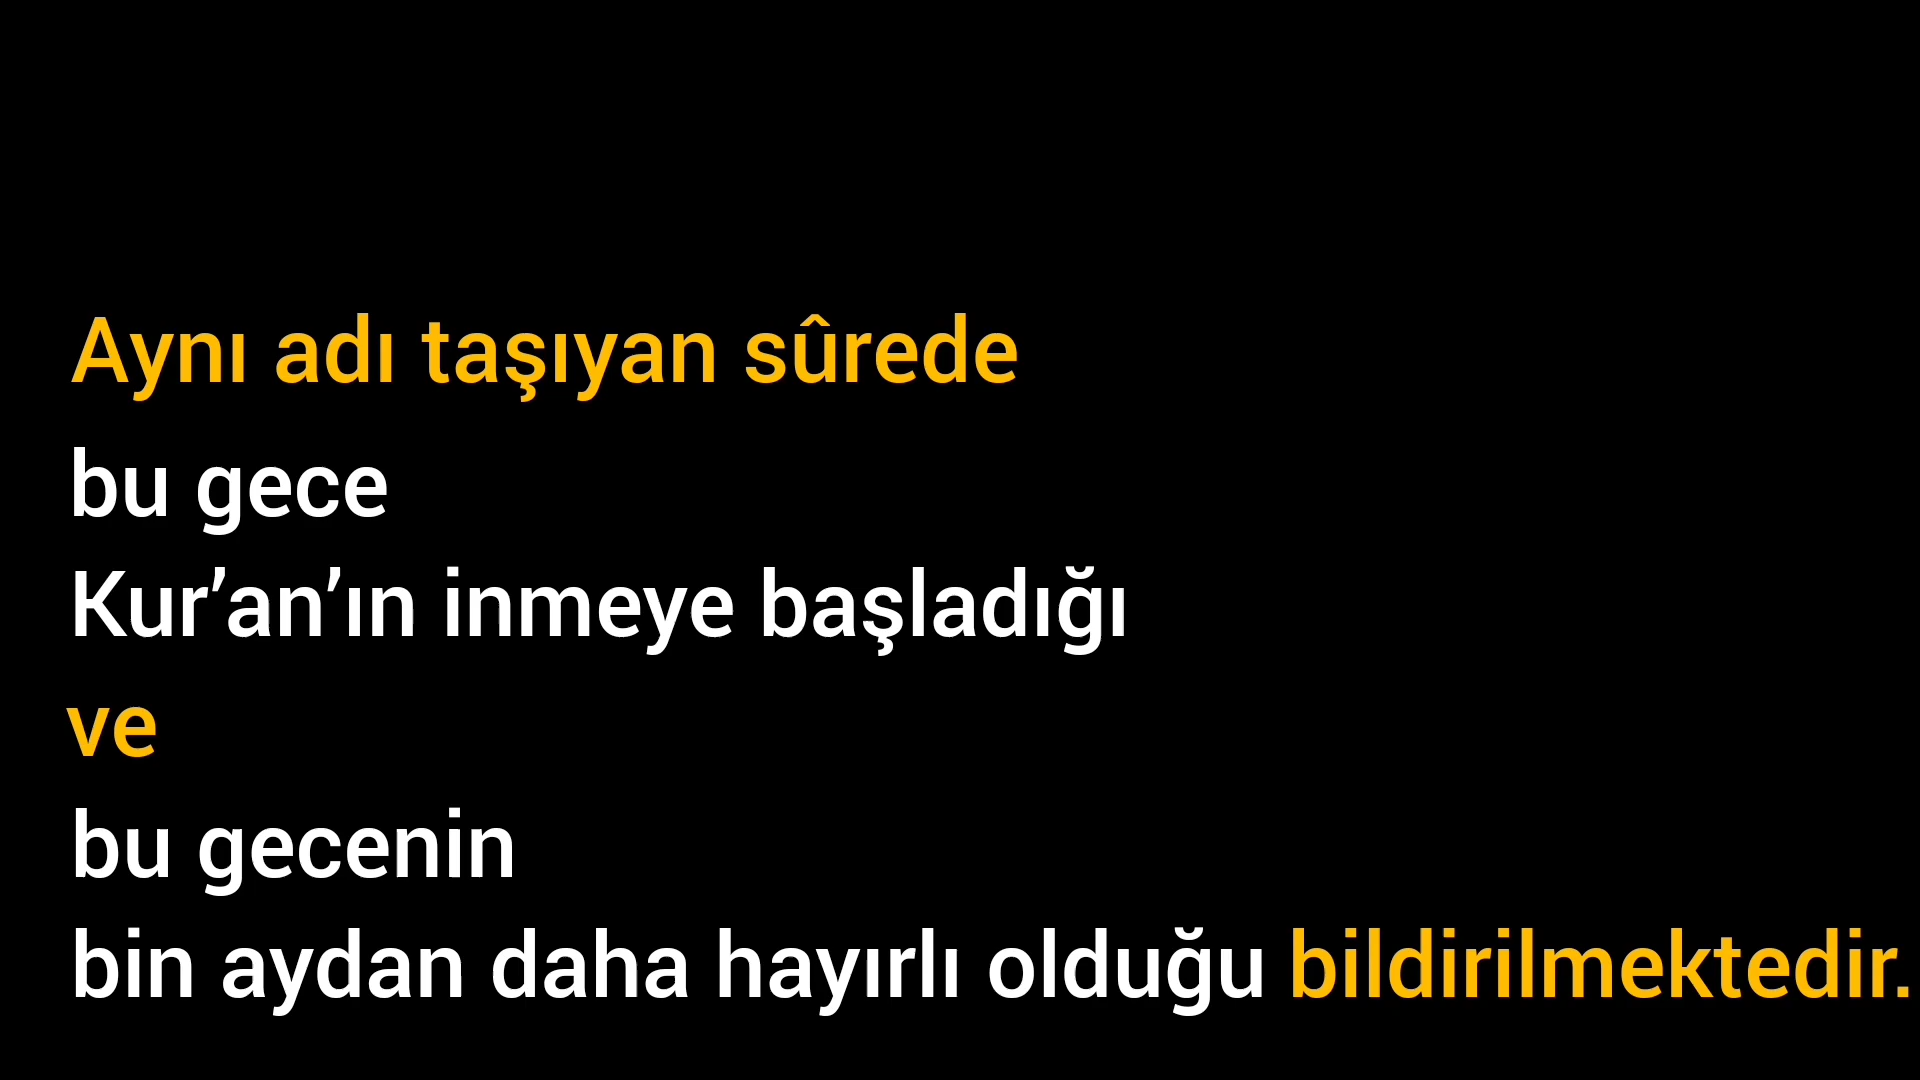 Aynı adı taşıyan sûrede
bu gece
Kur’an’ın inmeye başladığı
ve
bu gecenin
bin aydan daha hayırlı olduğu bildirilmektedir.